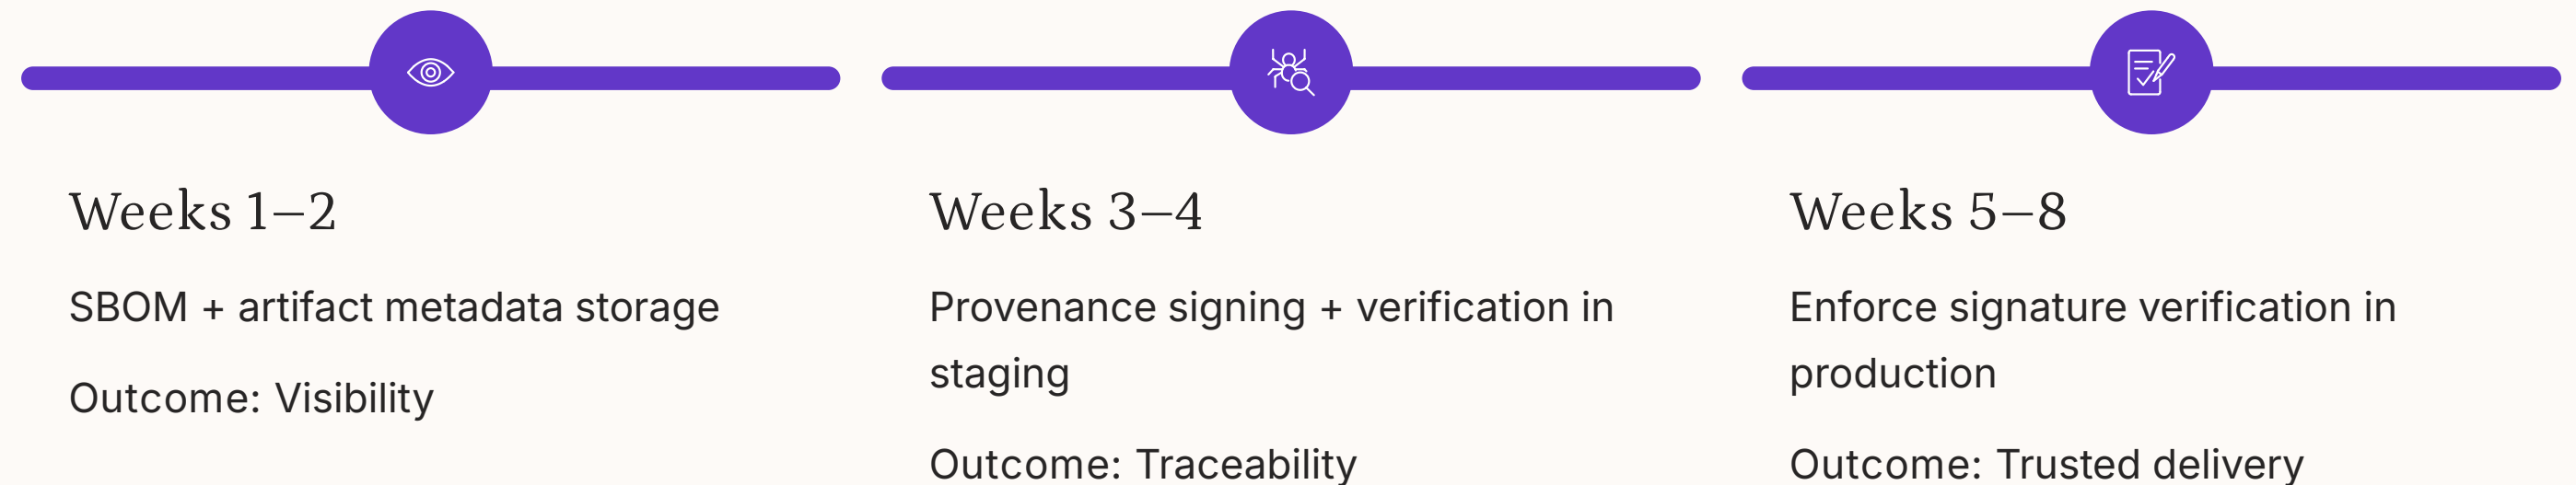 Weeks 1–2
SBOM + artifact metadata storage
Outcome: Visibility
Weeks 3–4
Provenance signing + verification in
staging
Outcome: Traceability
Weeks 5–8
Enforce signature verification in
production
Outcome: Trusted delivery